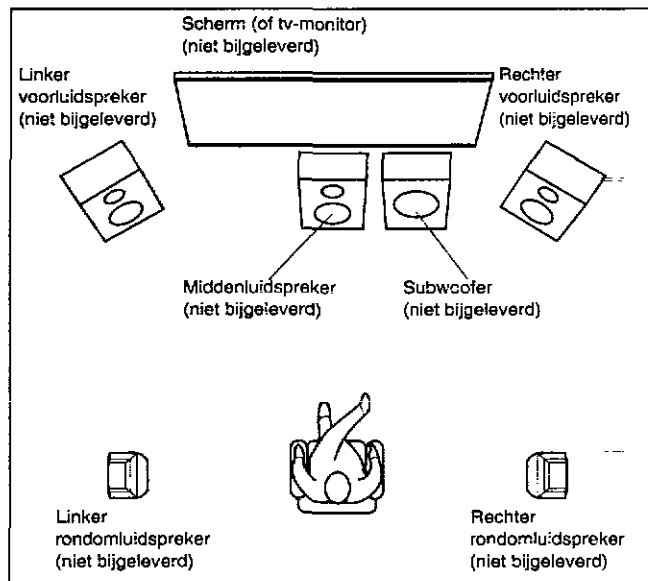 Scherm (of tv-monitor)
(niet bijgeleverd)
Linker
voorluidspreker
(niet bijgeleverd)
Rechter
voorluidspreker
(niet bijgeleverd)
Middenluidspreker
(niet bijgeleverd)
Subwoofer
(niet bijgeleverd)
Linker
rondomluidspreker
(niet bijgeleverd)
Rechter
rondomluidspreker
(niet bijgeleverd)